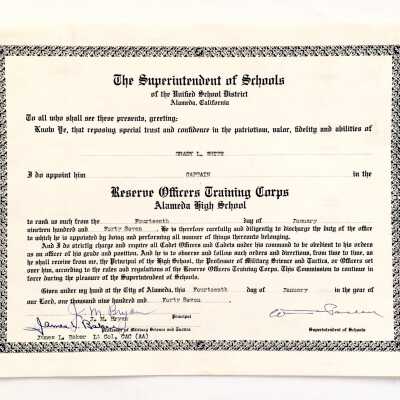 The Superintendent of Schools
of the Unified School District
Alameda, California
To all who shall see these presents, greeting:
Know Ye, that reposing special trust and confidence in the patriotism, valor, fidelity and abilities of
GRADY L. WHITE
I do appoint him CAPTAIN in the
Reserve Officers Training Corps
Alameda High School
to rank as such from the Fourteenth day of January
nineteen hundred and Forty Seven. He is therefore carefully and diligently to discharge the duty of the office
to which he is appointed by doing and performing all manner of things thereunto belonging.
And I do strictly charge and require all Cadet Officers and Cadets under his command to be obedient to his orders
as an officer of his grade and position. And he is to observe and follow such orders and directions, from time to time, as
he shall receive from me, the Principal of the High School, the Professor of Military Science and Tactics, or Officers set
over him, according to the rules and regulations of the Reserve Officers Training Corps. This Commission to continue in
force during the pleasure of the Superintendent of Schools.
Given under my hand at the City of Alameda, this Fourteenth day of January in the year of
our Lord, one thousand nine hundred and Forty Seven.
J. M. Bryan
J. M. Bryan Principal
James L. Baker
Professor of Military Science and Tactics Superintendent of Schools
James L. Baker Lt Col, CAC (AA)